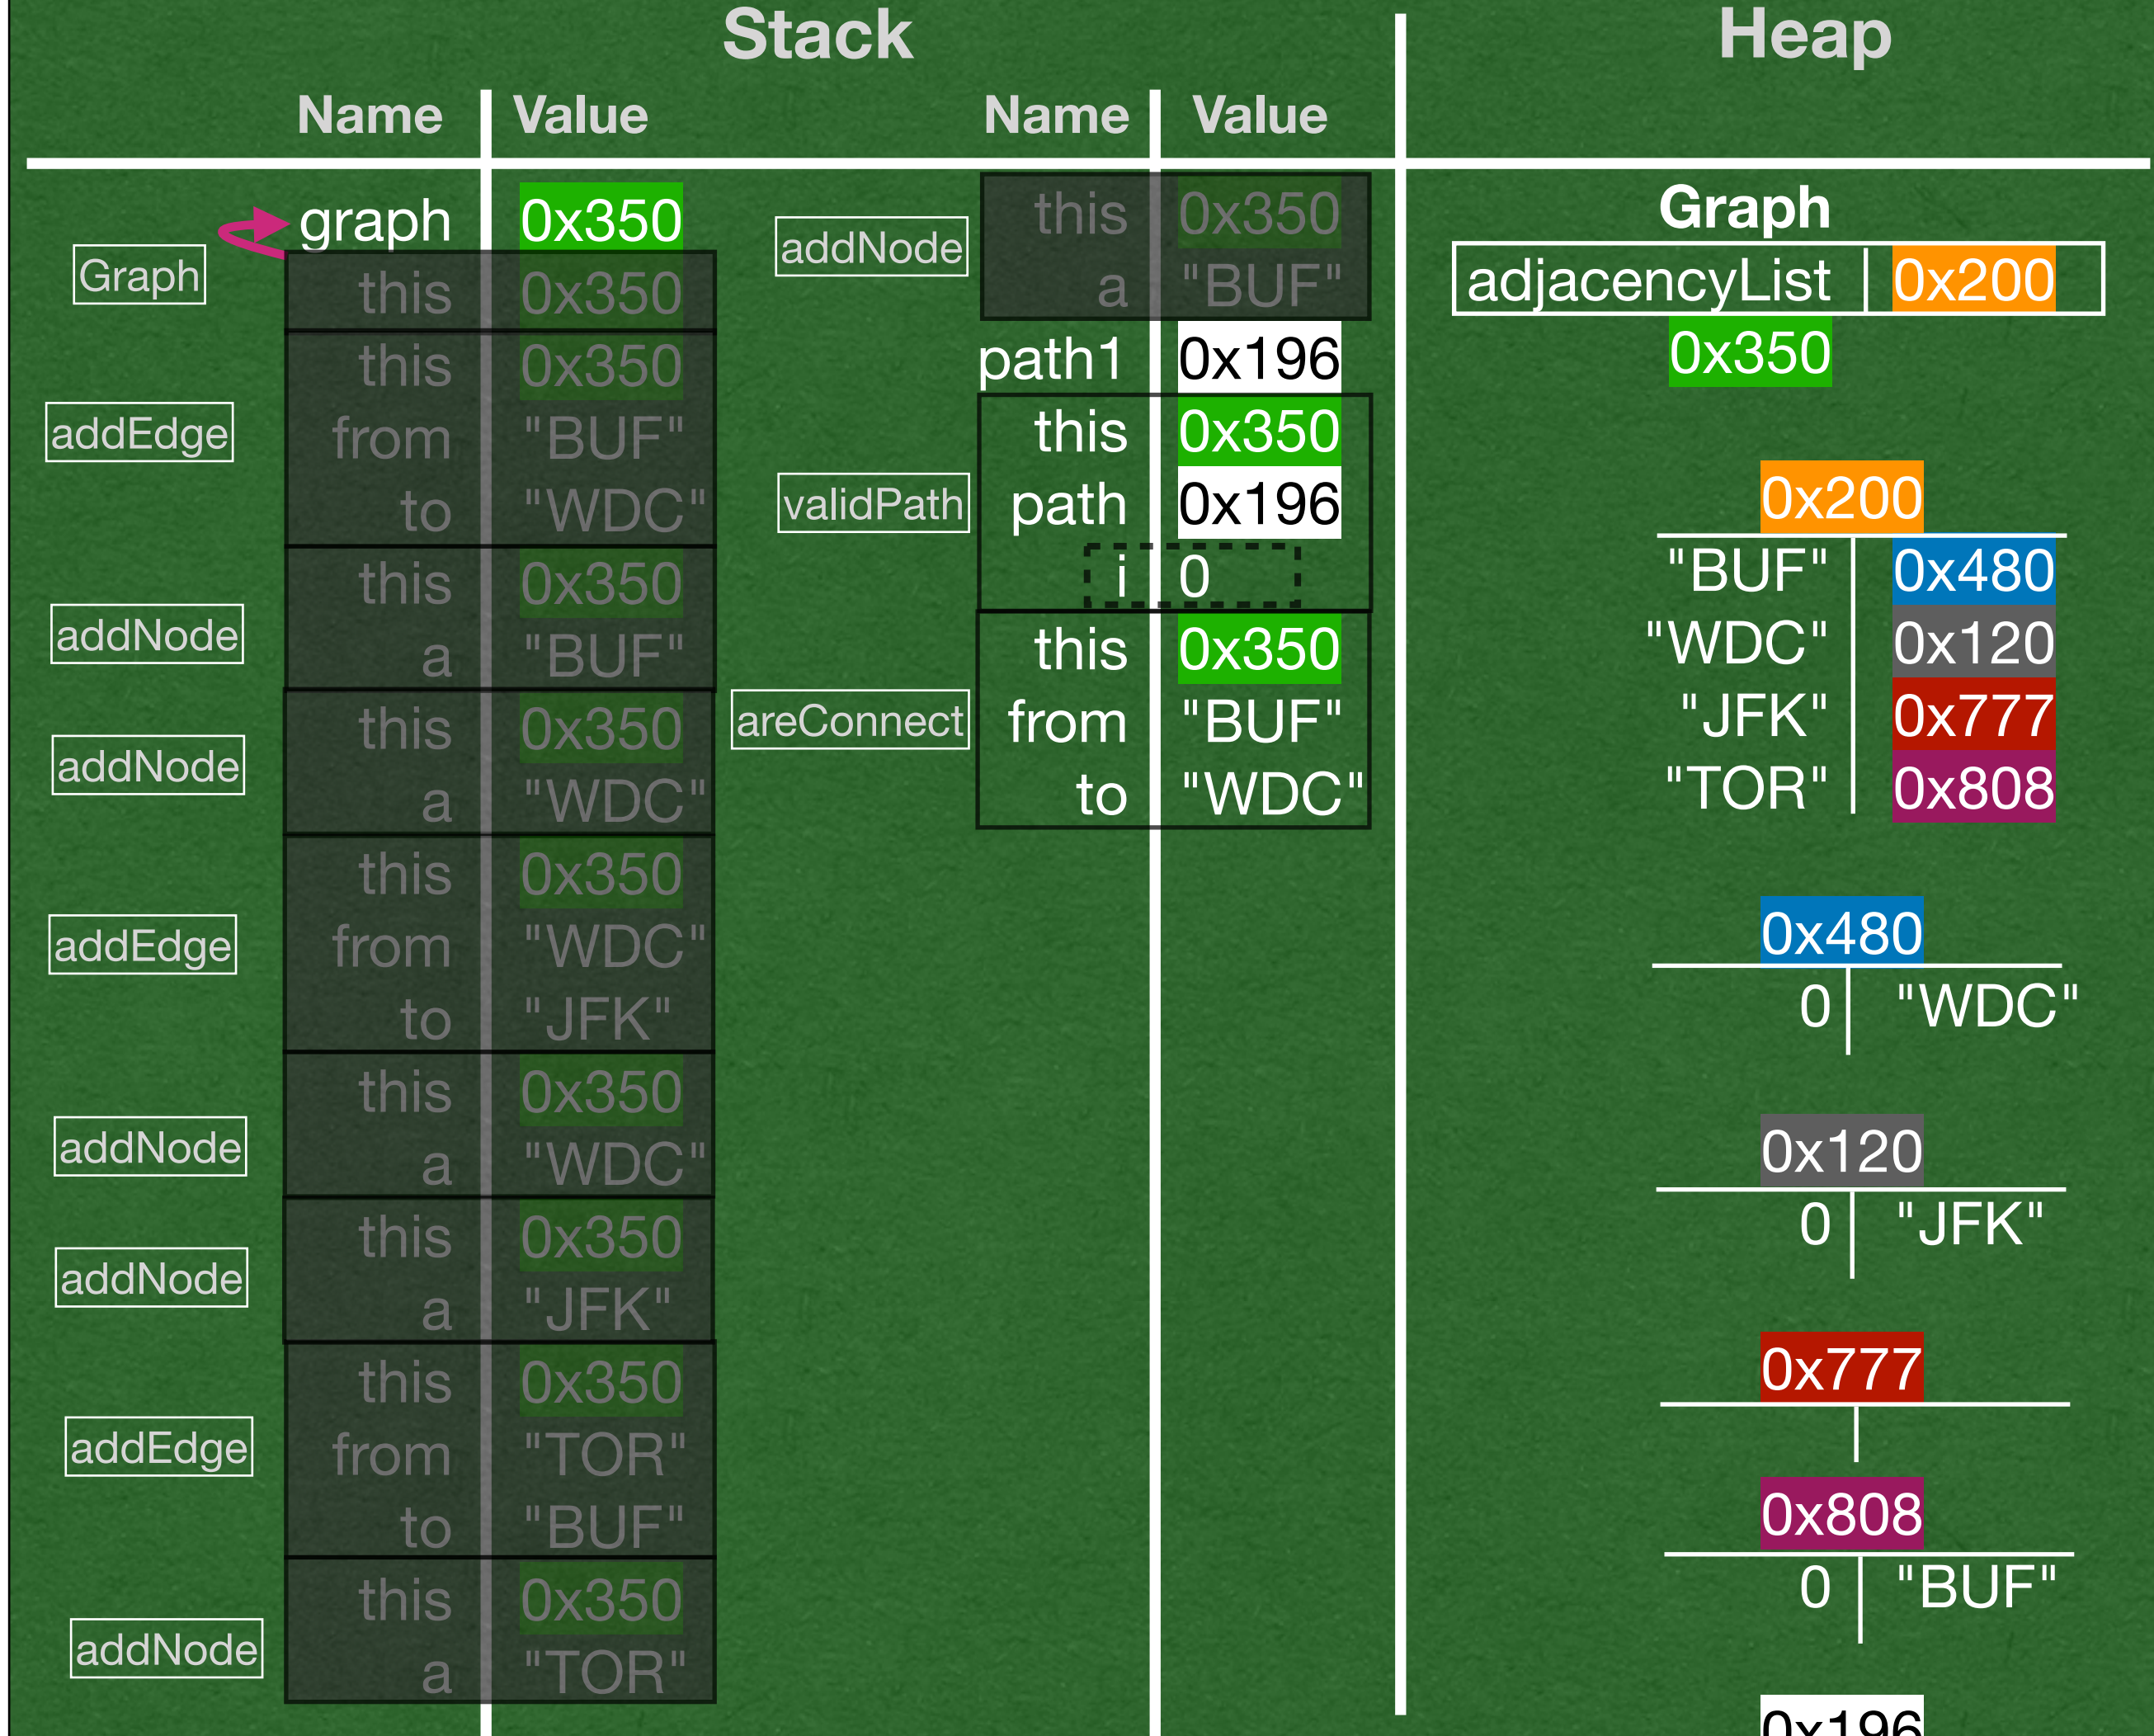 Stack
Name Value
graph 0x350
Graph
this 0x350
addEdge
this 0x350
from "BUF"
to "WDC"
addNode
this 0x350
a "BUF"
addNode
this 0x350
a "WDC"
addEdge
this 0x350
from "WDC"
to "JFK"
addNode
this 0x350
a "WDC"
addNode
this 0x350
a "JFK"
addEdge
this 0x350
from "TOR"
to "BUF"
addNode
this 0x350
a "TOR"
Name Value
addNode
this 0x350
a "BUF"
path1 0x196
validPath
this 0x350
path 0x196
i 0
areConnect
this 0x350
from "BUF"
to "WDC"
Heap
Graph
adjacencyList 0x200
0x350
0x200
"BUF" 0x480
"WDC" 0x120
"JFK" 0x777
"TOR" 0x808
0x480
0 "WDC"
0x120
0 "JFK"
0x777
0x808
0 "BUF"
0x196